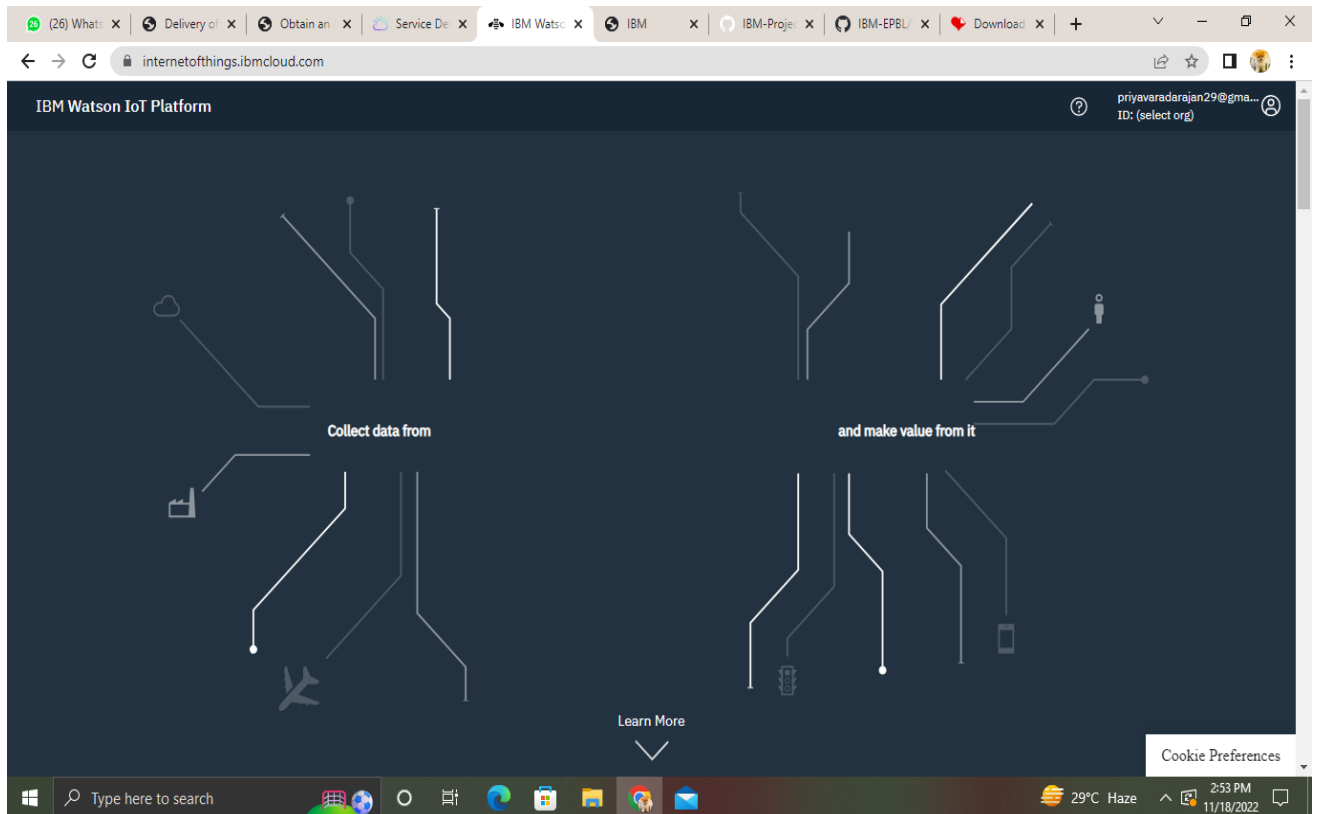 26 (26) Whats
Delivery of
Obtain an
Service De
IBM Watso
IBM
IBM-Projec
IBM-EPBL/
Download
internetofthings.ibmcloud.com
IBM Watson IoT Platform
priyavaradarajan29@gma...
ID: (select org)
Collect data from
and make value from it
Learn More
Cookie Preferences
Type here to search
29°C Haze
2:53 PM
11/18/2022